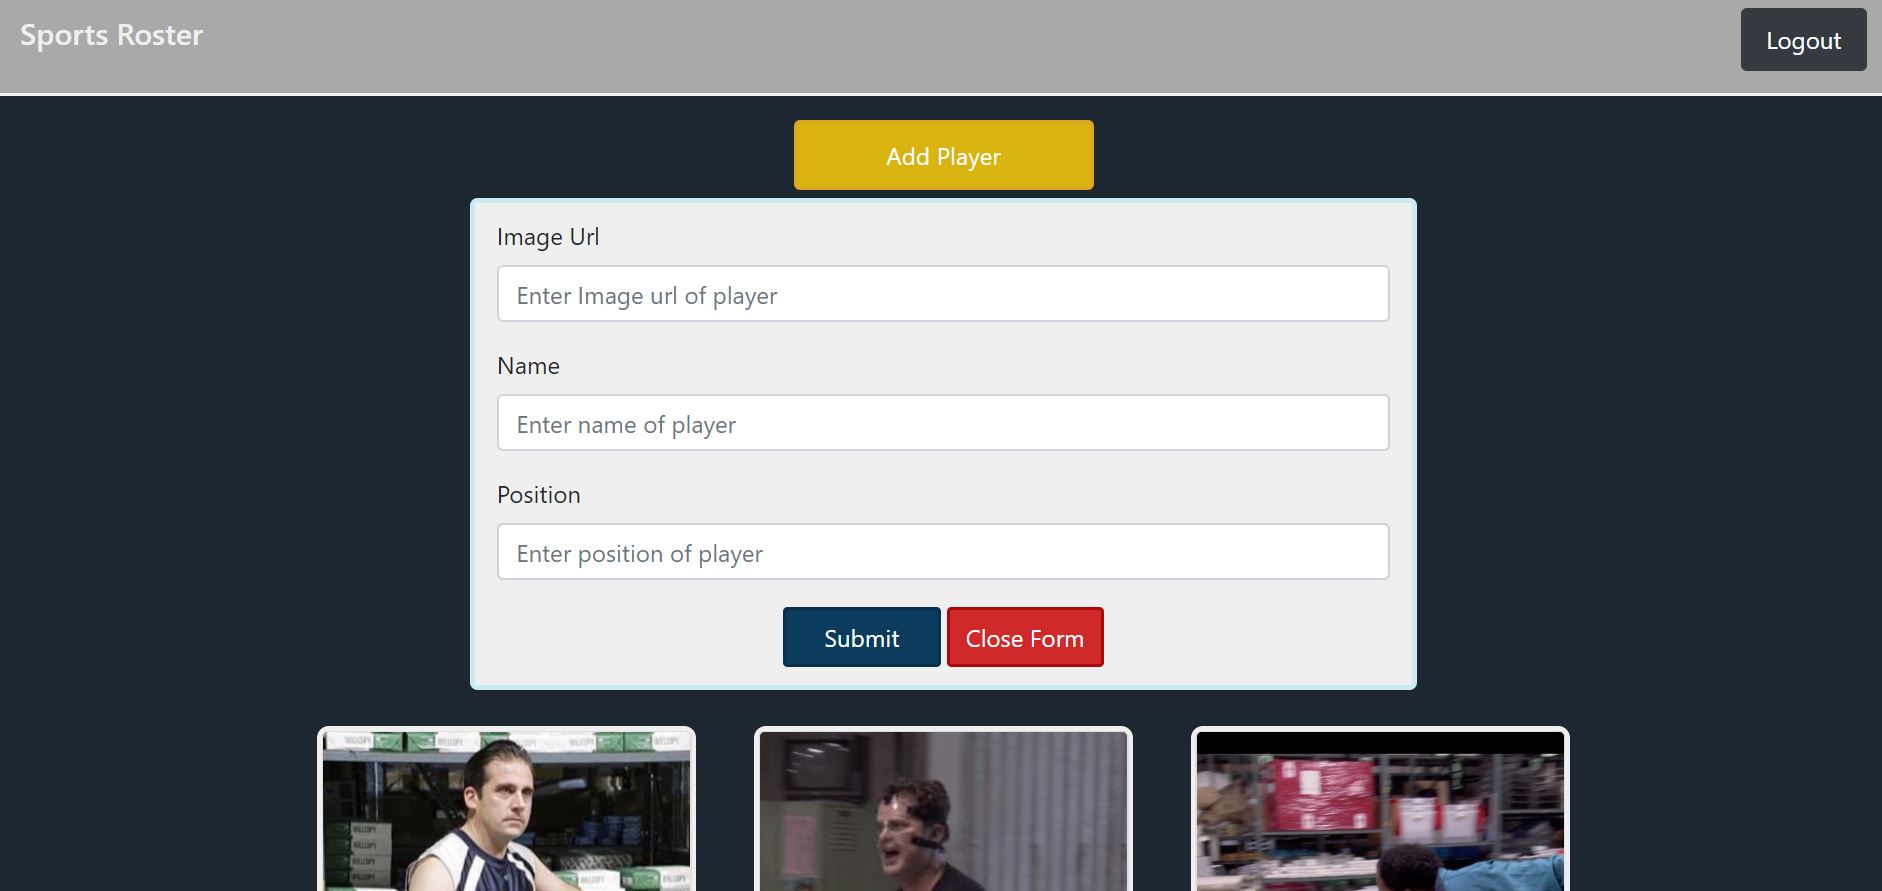 Sports Roster
Logout
Add Player
Image Url
Enter Image url of player
Name
Enter name of player
Position
Enter position of player
Submit
Close Form